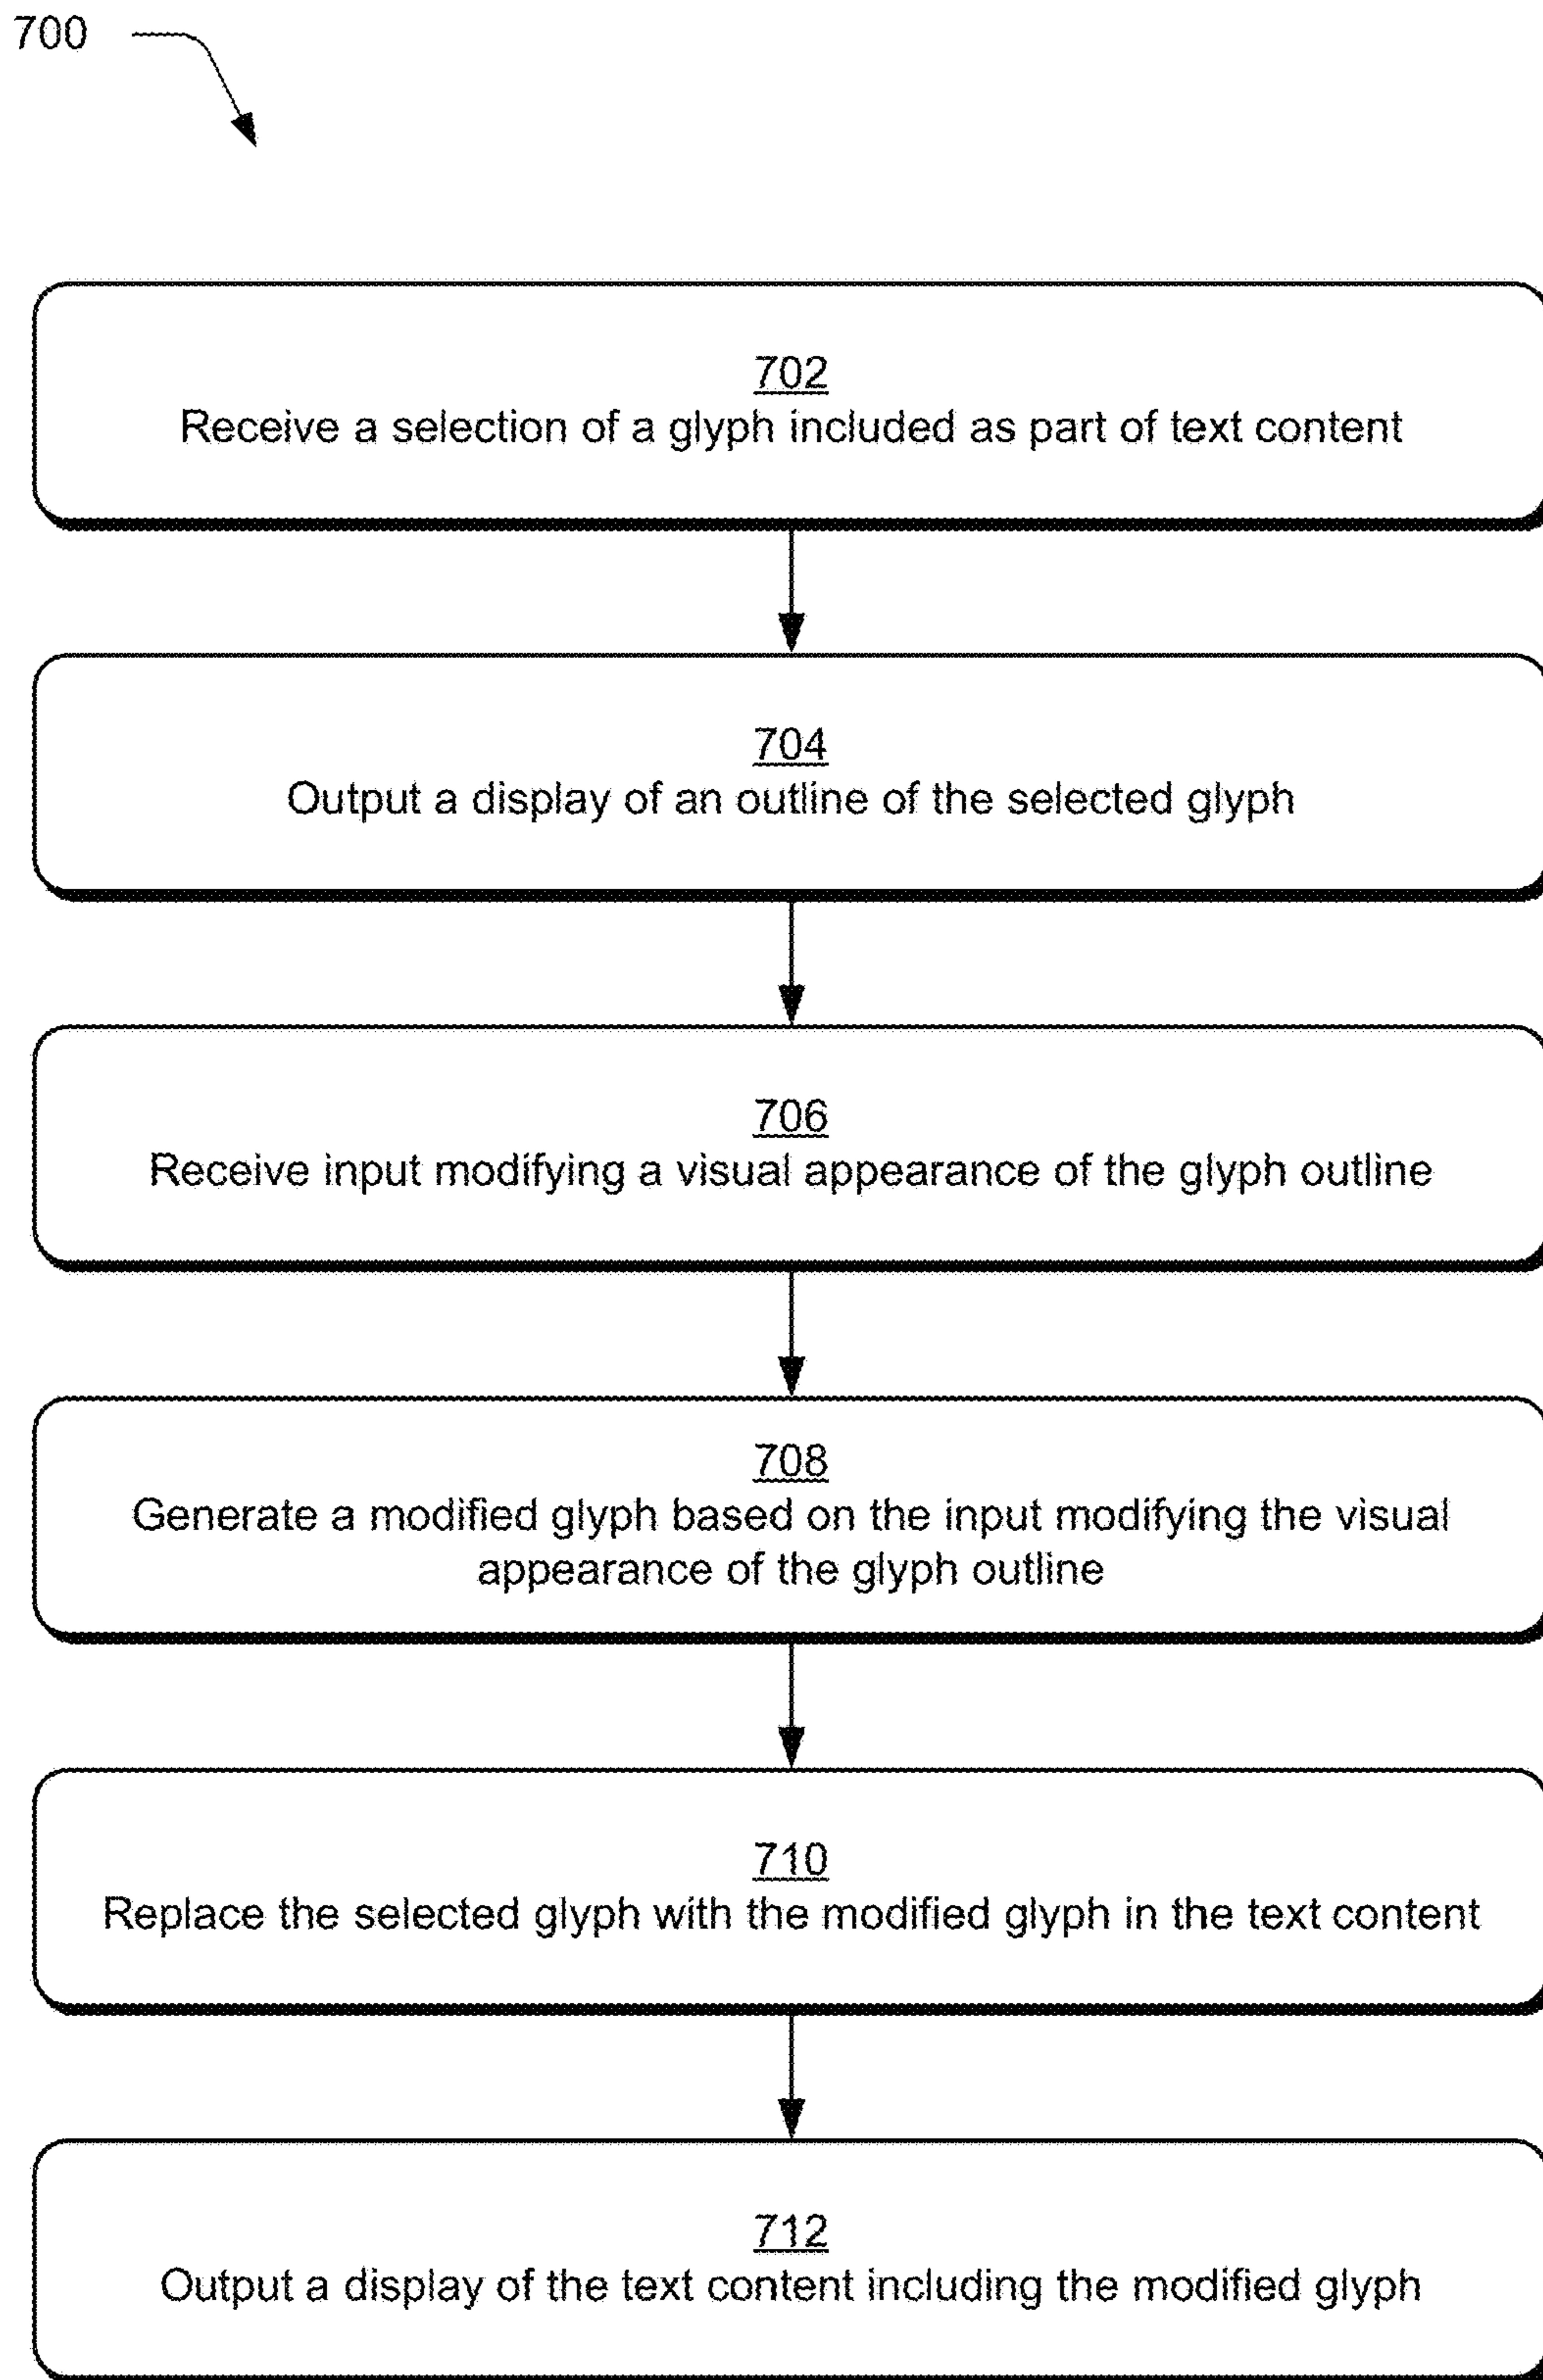 700
702
Receive a selection of a glyph included as part of text content
704
Output a display of an outline of the selected glyph
706
Receive input modifying a visual appearance of the glyph outline
708
Generate a modified glyph based on the input modifying the visual
appearance of the glyph outline
710
Replace the selected glyph with the modified glyph in the text content
712
Output a display of the text content including the modified glyph